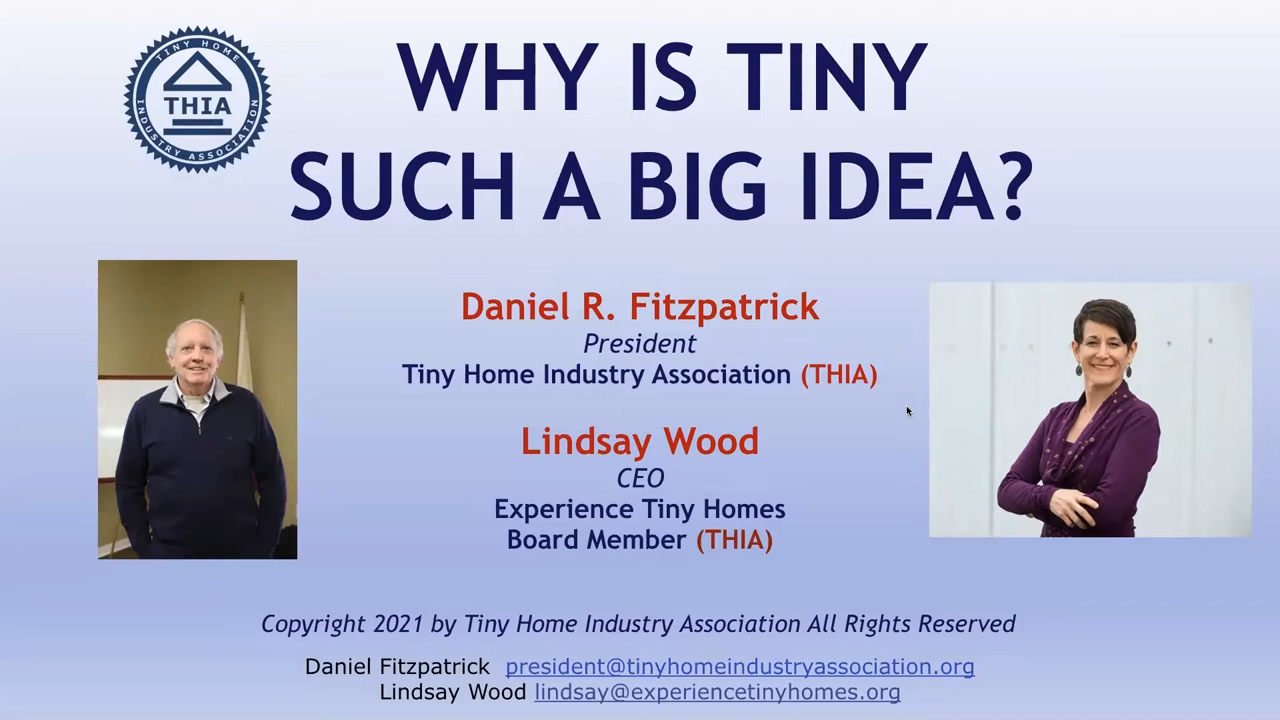 TINY HOME
THIA
INDUSTRY ASSOCIATION
WHY IS TINY
SUCH A BIG IDEA?
Daniel R. Fitzpatrick
President
Tiny Home Industry Association (THIA)
Lindsay Wood
CEO
Experience Tiny Homes
Board Member (THIA)
Copyright 2021 by Tiny Home Industry Association All Rights Reserved
Daniel Fitzpatrick president@tinyhomeindustryassociation.org
Lindsay Wood lindsay@experiencetinyhomes.org